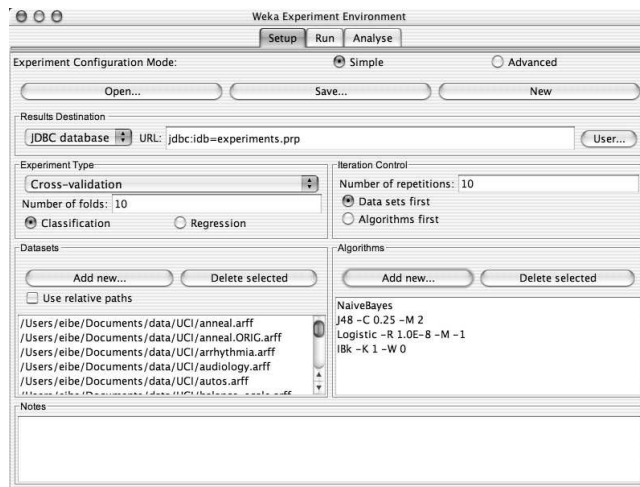 Weka Experiment Environment
Setup Run Analyse
Experiment Configuration Mode: Simple Advanced
Open... Save... New
Results Destination
JDBC database URL: jdbc:idb=experiments.prp User...
Experiment Type
Cross-validation
Number of folds: 10
Classification Regression
Iteration Control
Number of repetitions: 10
Data sets first
Algorithms first
Datasets
Add new... Delete selected
Use relative paths
/Users/eibe/Documents/data/UCI/anneal.arff
/Users/eibe/Documents/data/UCI/anneal.ORIG.arff
/Users/eibe/Documents/data/UCI/arrhythmia.arff
/Users/eibe/Documents/data/UCI/audiology.arff
/Users/eibe/Documents/data/UCI/autos.arff
Algorithms
Add new... Delete selected
NaiveBayes
J48 -C 0.25 -M 2
Logistic -R 1.0E-8 -M -1
IBk -K 1 -W 0
Notes